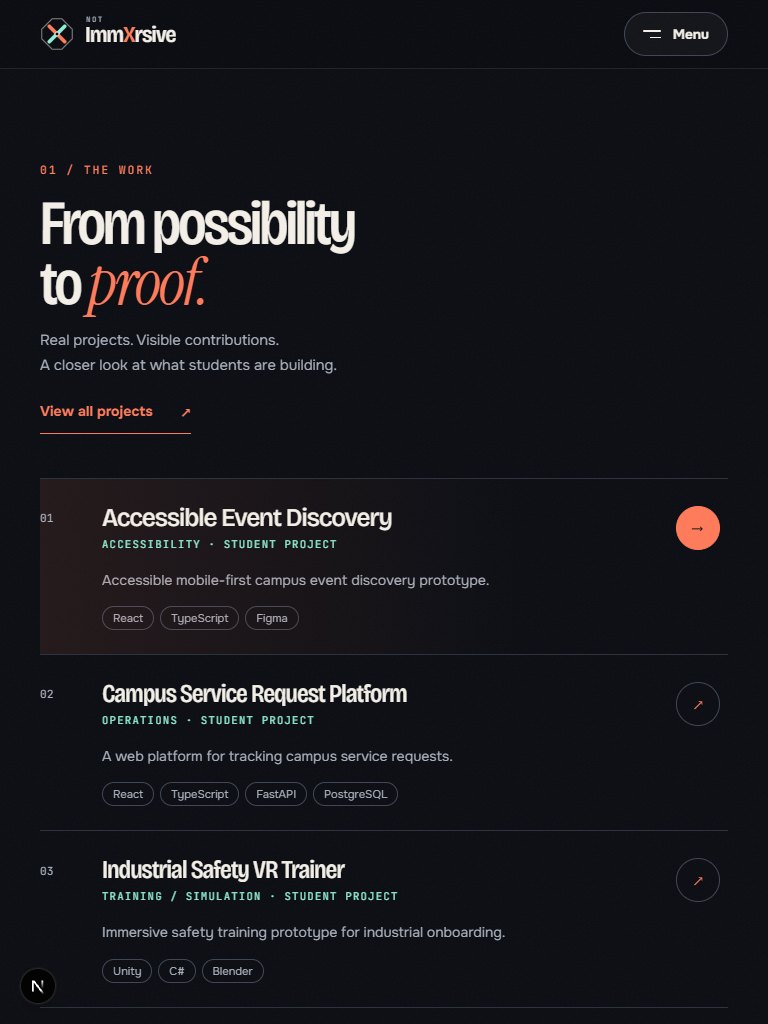 NOT
ImmXrsive
Menu
01 / THE WORK
From possibility
to proof.
Real projects. Visible contributions.
A closer look at what students are building.
View all projects ↗
01
Accessible Event Discovery
→
ACCESSIBILITY · STUDENT PROJECT
Accessible mobile-first campus event discovery prototype.
React TypeScript Figma
02
Campus Service Request Platform
↗
OPERATIONS · STUDENT PROJECT
A web platform for tracking campus service requests.
React TypeScript FastAPI PostgreSQL
03
Industrial Safety VR Trainer
↗
TRAINING / SIMULATION · STUDENT PROJECT
Immersive safety training prototype for industrial onboarding.
Unity C# Blender
N